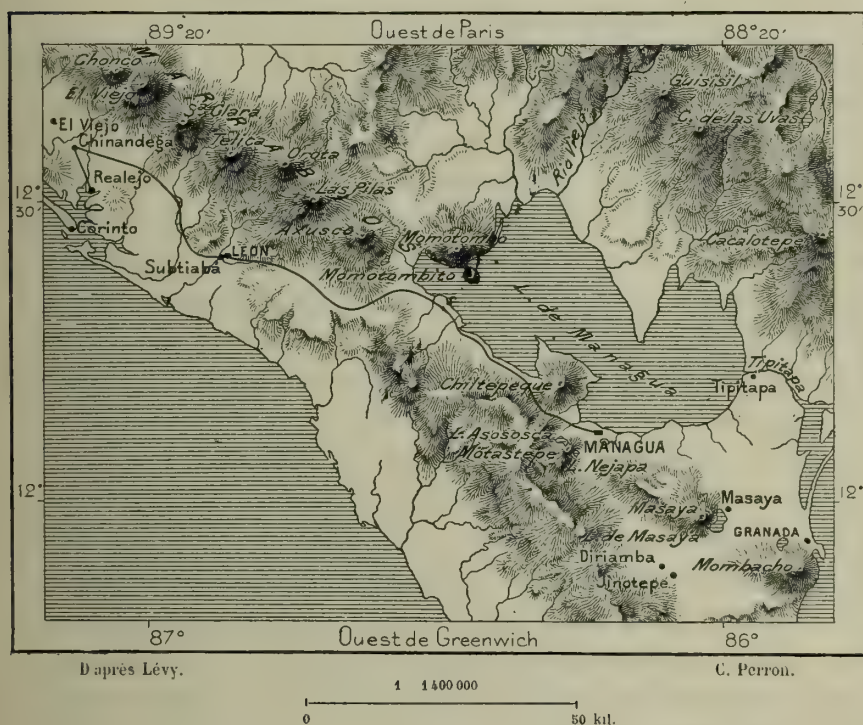 89°20' Ouest de Paris 88°20'
Chonco
MARRABIOS
El Viejo
El Viejo
Chinandega
Sta Clara
Telica
Orota
Realejo
Las Pilas
Corinto
Axusco
Subtiaba
LEON
Momotombo
Momotombito
Rio Viejo
Guisisil
C. de las Uvas
Cacalotepe
L. de Managua
12° 30'
12° 30'
Chiltepeque
Tipitapa
Tipitapa
L. Asososca
Motastepe
MANAGUA
L. Nejapa
12°
12°
Masaya
Masaya
L. de Masaya
GRANADA
Diriamba
Jinotepe
Mombacho
87° Ouest de Greenwich 86°
D'après Lévy. C. Perron.
1 1 400 000
0 50 kil.